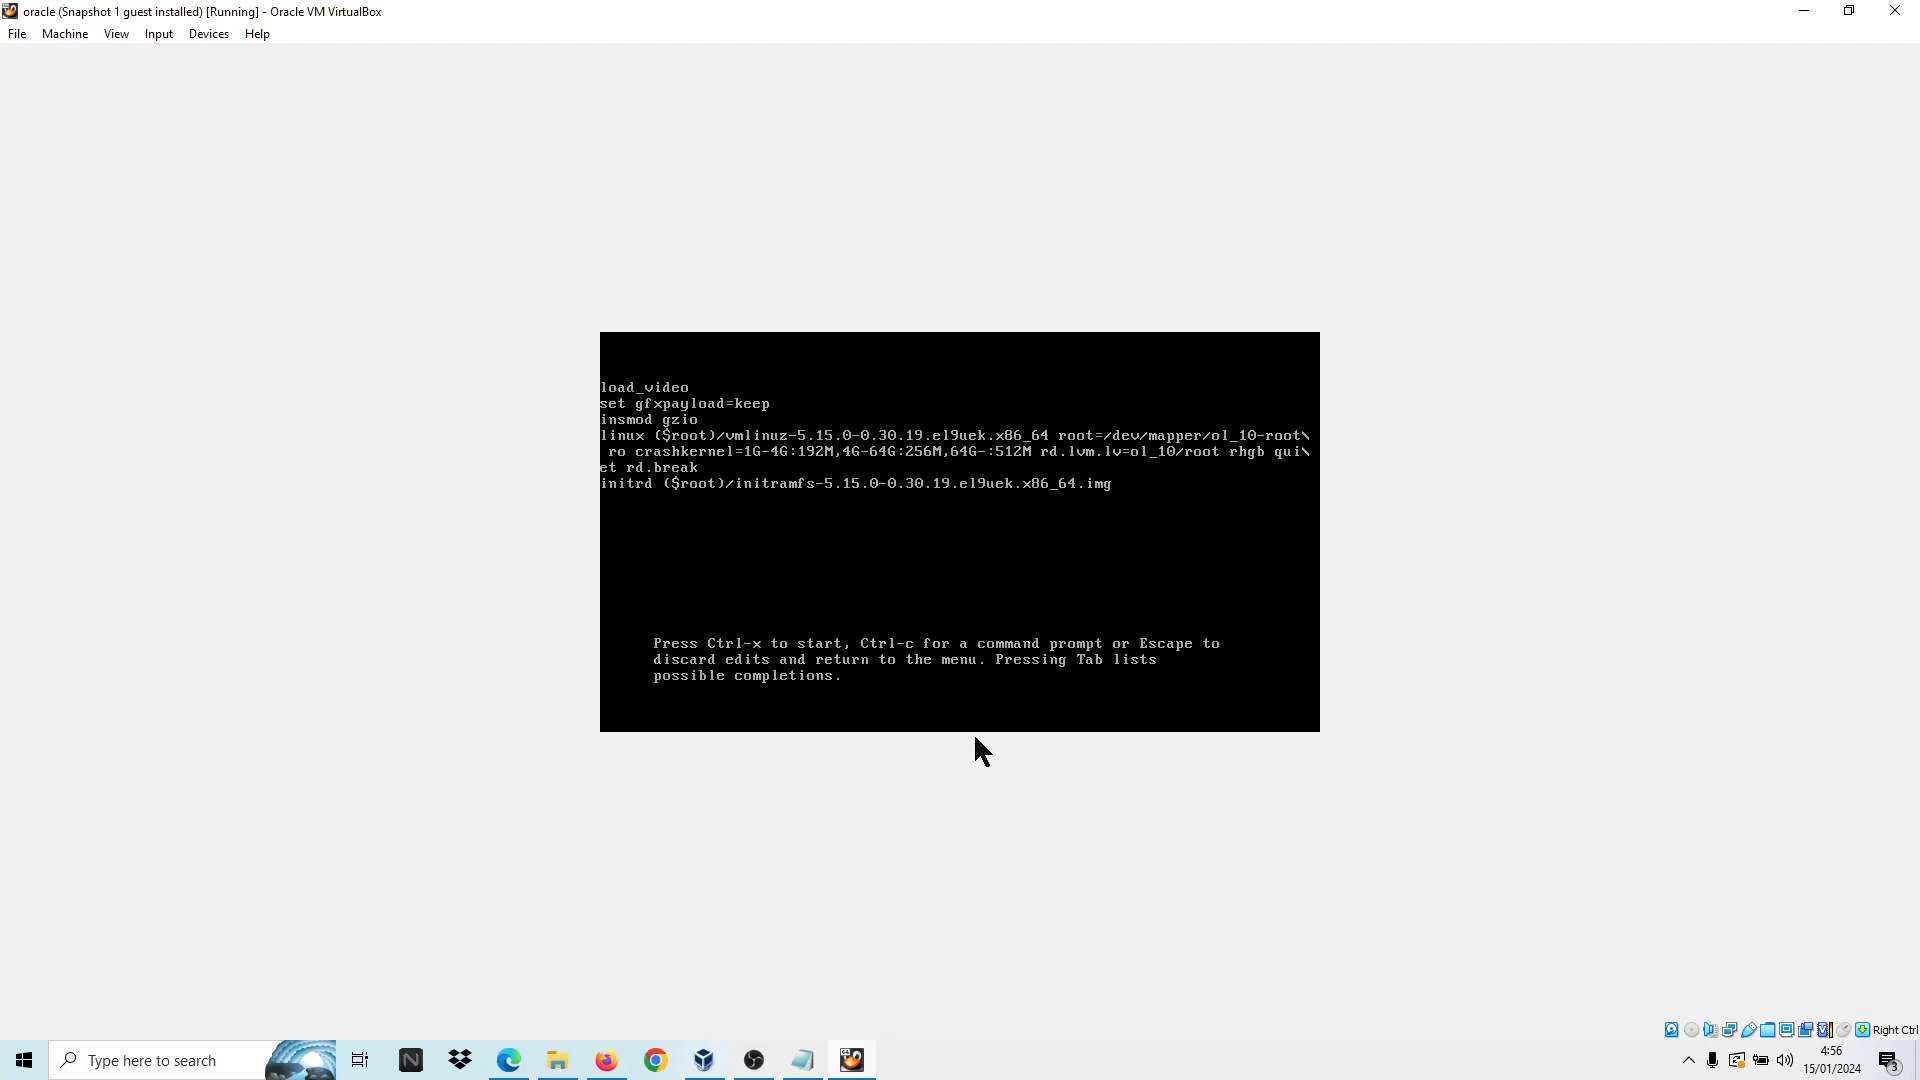 oracle (Snapshot 1 guest installed) [Running] - Oracle VM VirtualBox
File Machine View Input Devices Help
load_video
set gfxpayload=keep
insmod gzio
linux ($root)/vmlinuz-5.15.0-0.30.19.el9uek.x86_64 root=/dev/mapper/ol_10-root\
ro crashkernel=1G-4G:192M,4G-64G:256M,64G-:512M rd.lvm.lv=ol_10/root rhgb qui\
et rd.break
initrd ($root)/initramfs-5.15.0-0.30.19.el9uek.x86_64.img
Press Ctrl-x to start, Ctrl-c for a command prompt or Escape to
discard edits and return to the menu. Pressing Tab lists
possible completions.
Right Ctrl
Type here to search
4:56
15/01/2024
3